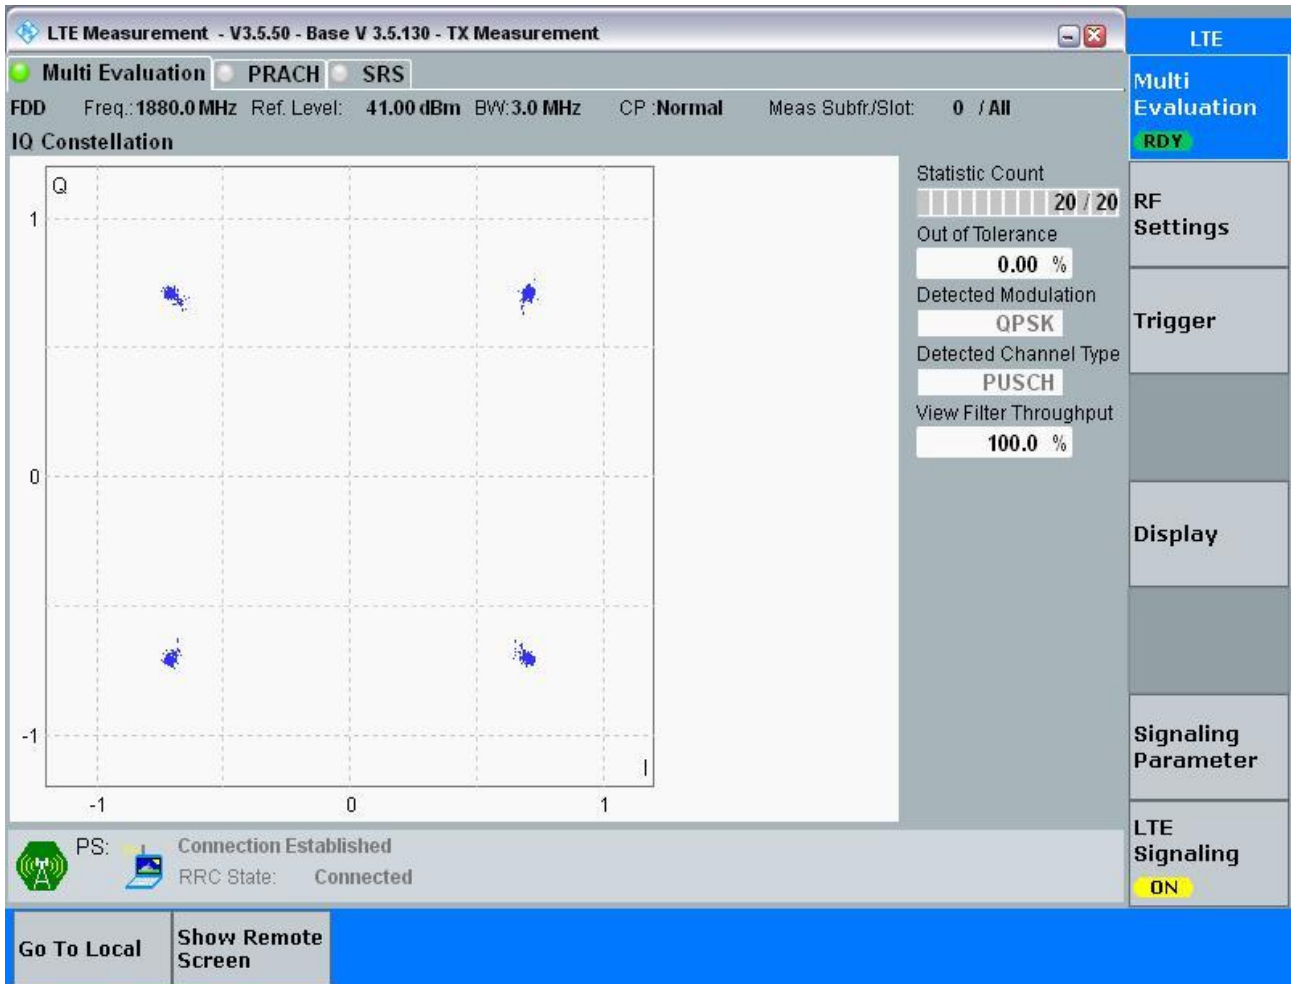 LTE Measurement - V3.5.50 - Base V 3.5.130 - TX Measurement
LTE
Multi Evaluation PRACH SRS
FDD Freq.: 1880.0 MHz Ref. Level: 41.00 dBm BW: 3.0 MHz CP : Normal Meas Subfr./Slot: 0 / All
IQ Constellation
Q
1
0
-1
I
-1 0 1
Statistic Count
20 / 20
Out of Tolerance
0.00 %
Detected Modulation
QPSK
Detected Channel Type
PUSCH
View Filter Throughput
100.0 %
Multi
Evaluation
RDY
RF
Settings
Trigger
Display
Signaling
Parameter
LTE
Signaling
ON
PS: Connection Established
RRC State: Connected
Go To Local
Show Remote
Screen